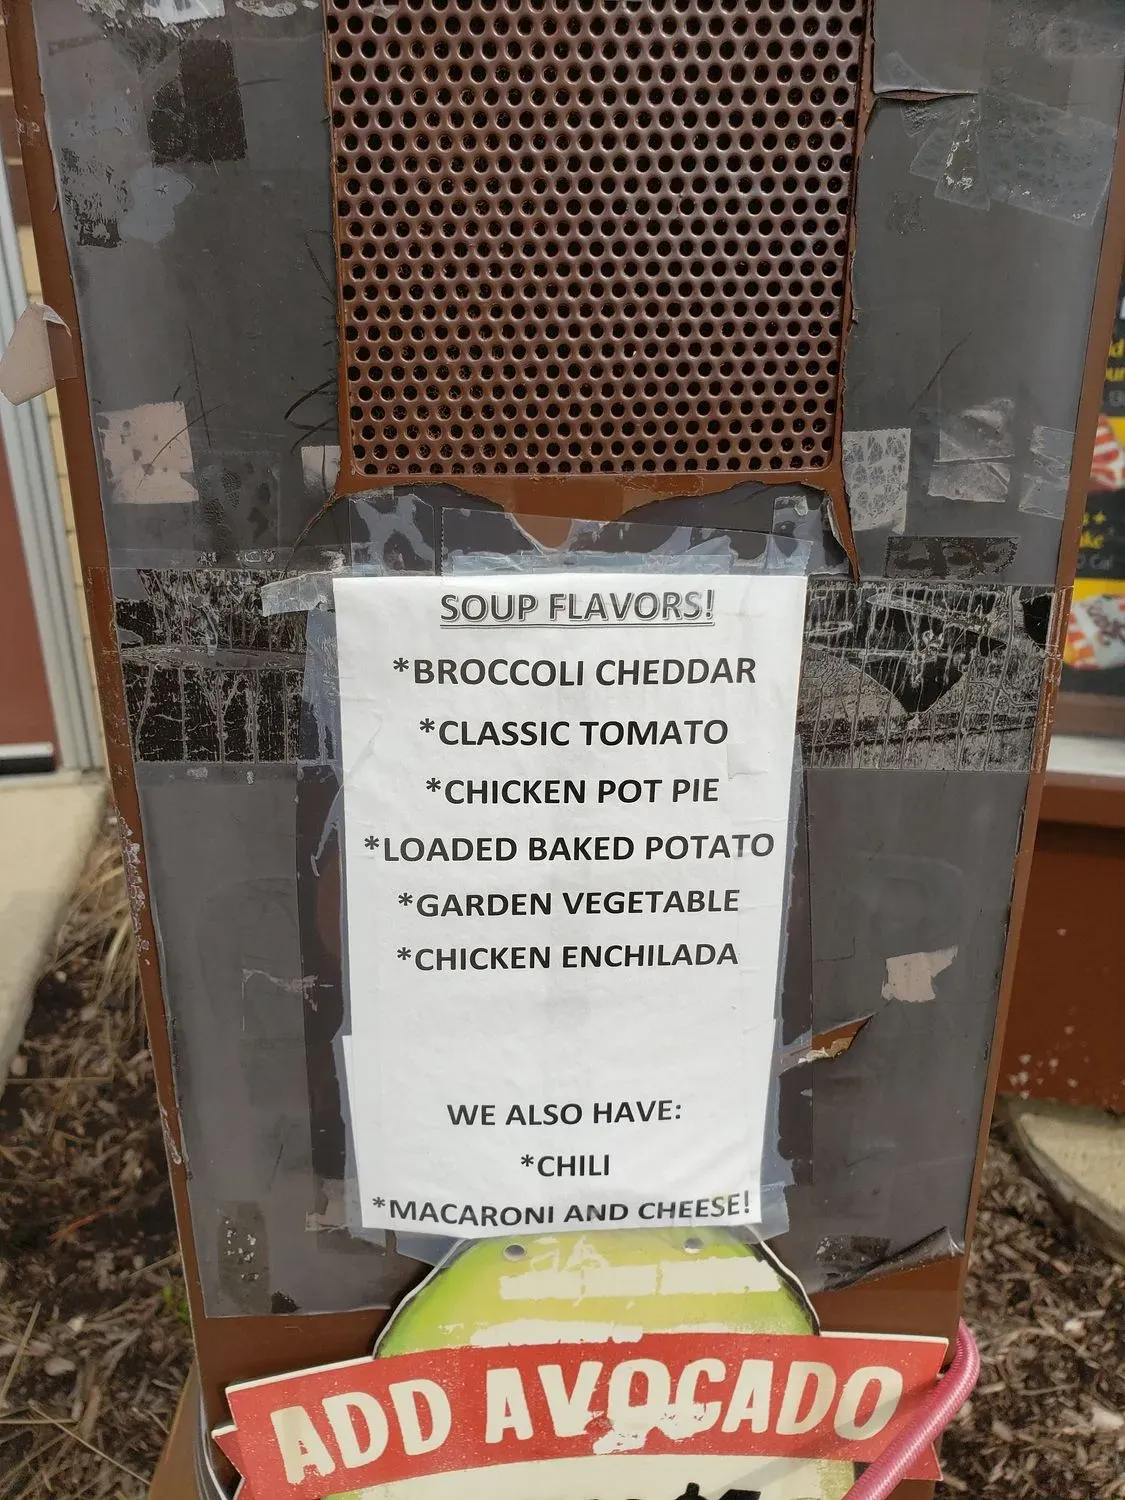 SOUP FLAVORS!
*BROCCOLI CHEDDAR
*CLASSIC TOMATO
*CHICKEN POT PIE
*LOADED BAKED POTATO
*GARDEN VEGETABLE
*CHICKEN ENCHILADA
WE ALSO HAVE:
*CHILI
*MACARONI AND CHEESE!
ADD AVOCADO